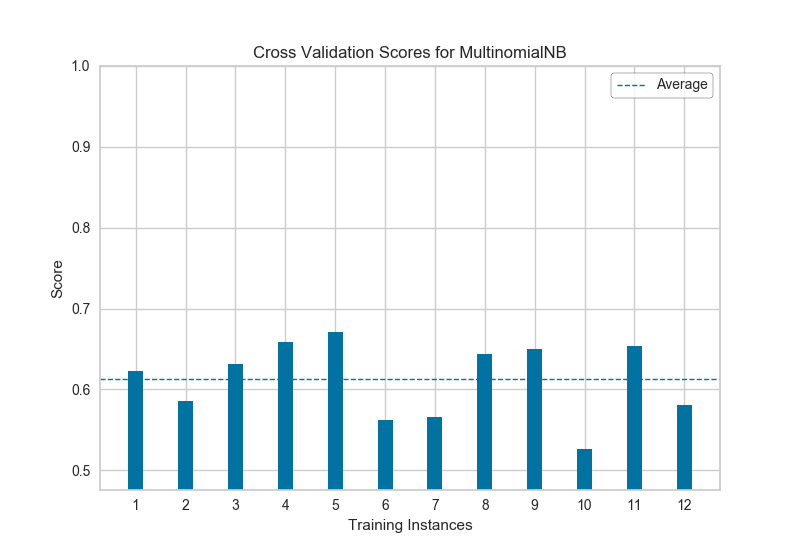 Cross Validation Scores for MultinomialNB
Average
1.0
0.9
0.8
0.7
0.6
0.5
Score
1 2 3 4 5 6 7 8 9 10 11 12
Training Instances